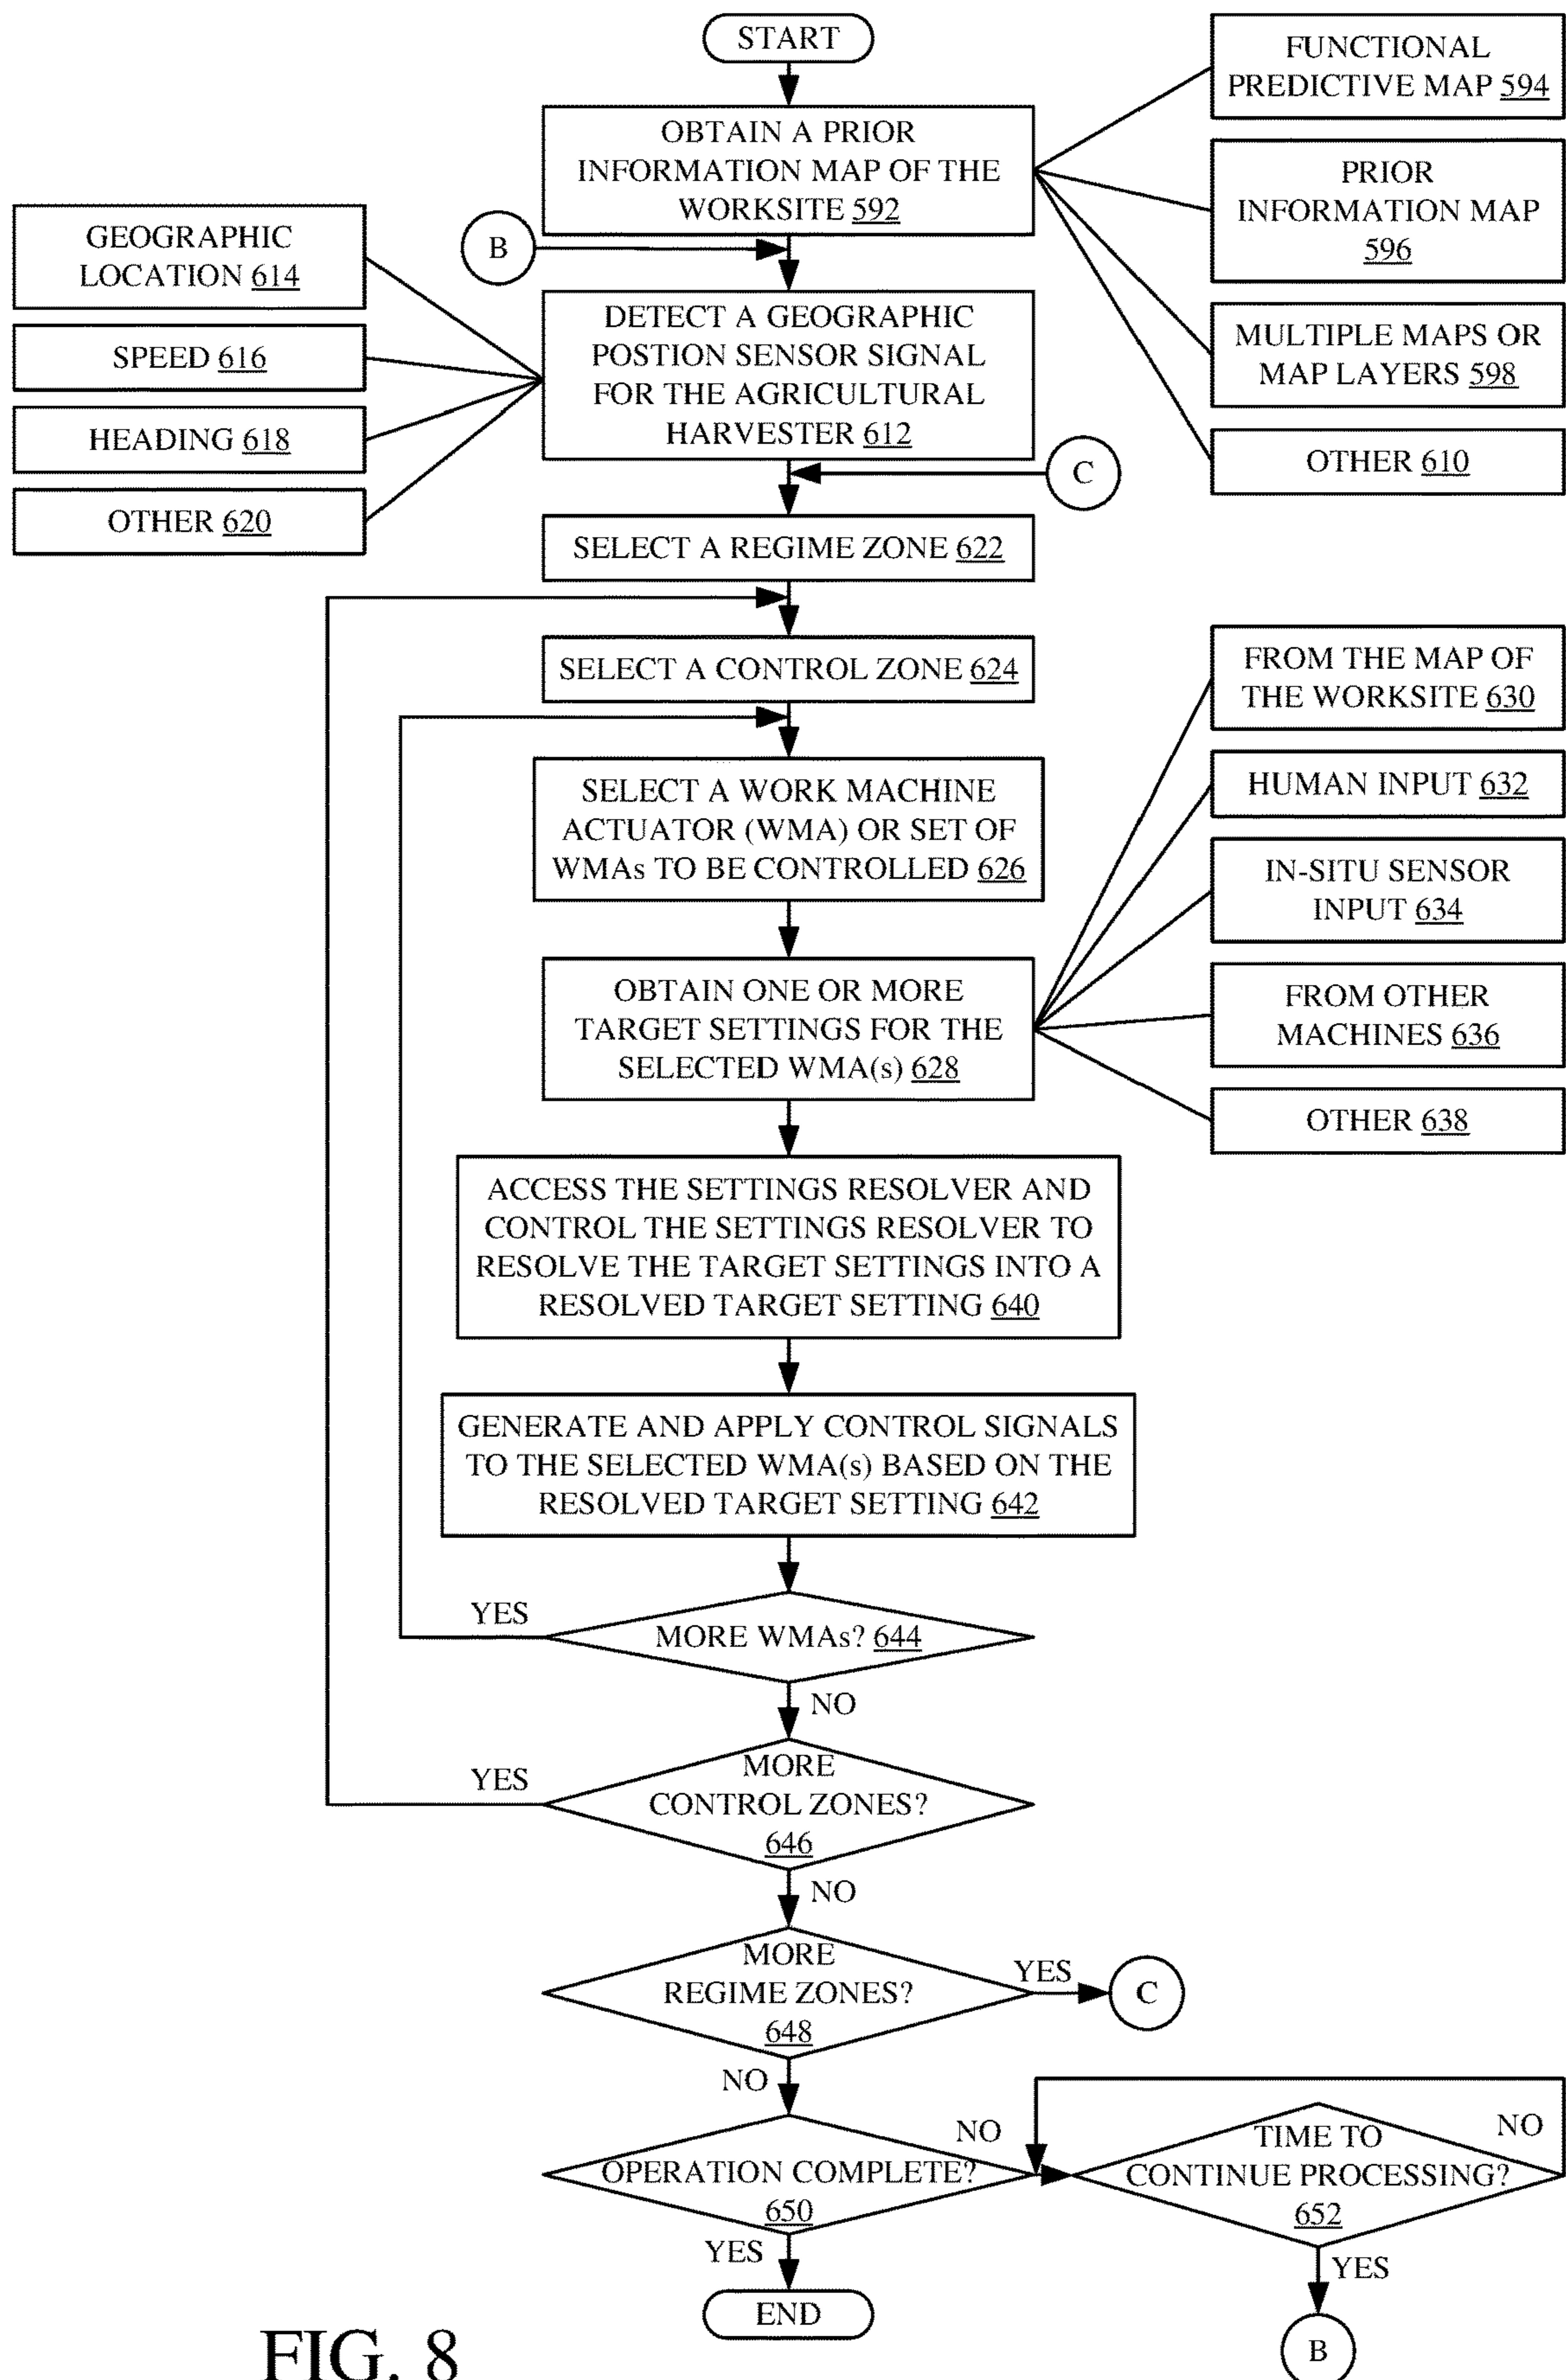 START
OBTAIN A PRIOR
INFORMATION MAP OF THE
WORKSITE 592
FUNCTIONAL
PREDICTIVE MAP 594
PRIOR
INFORMATION MAP
596
MULTIPLE MAPS OR
MAP LAYERS 598
OTHER 610
B
GEOGRAPHIC
LOCATION 614
SPEED 616
HEADING 618
OTHER 620
DETECT A GEOGRAPHIC
POSTION SENSOR SIGNAL
FOR THE AGRICULTURAL
HARVESTER 612
C
SELECT A REGIME ZONE 622
SELECT A CONTROL ZONE 624
SELECT A WORK MACHINE
ACTUATOR (WMA) OR SET OF
WMAs TO BE CONTROLLED 626
OBTAIN ONE OR MORE
TARGET SETTINGS FOR THE
SELECTED WMA(s) 628
FROM THE MAP OF
THE WORKSITE 630
HUMAN INPUT 632
IN-SITU SENSOR
INPUT 634
FROM OTHER
MACHINES 636
OTHER 638
ACCESS THE SETTINGS RESOLVER AND
CONTROL THE SETTINGS RESOLVER TO
RESOLVE THE TARGET SETTINGS INTO A
RESOLVED TARGET SETTING 640
GENERATE AND APPLY CONTROL SIGNALS
TO THE SELECTED WMA(s) BASED ON THE
RESOLVED TARGET SETTING 642
YES
MORE WMAs? 644
NO
YES
MORE
CONTROL ZONES?
646
NO
MORE
REGIME ZONES?
648
YES
C
NO
OPERATION COMPLETE?
650
NO
TIME TO
CONTINUE PROCESSING?
652
NO
YES
END
YES
B
FIG. 8